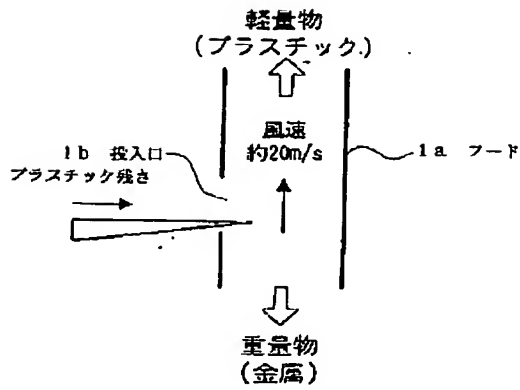 軽量物
(プラスチック)
風速
約20m/s
1b 投入口
プラスチック残さ
1a フード
重量物
(金属)